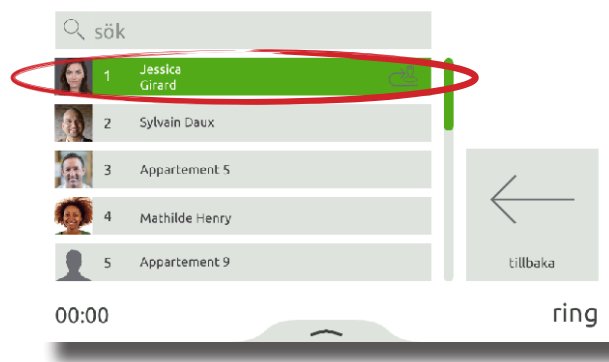 sök
1 Jessica
Girard
2 Sylvain Daux
3 Appartement 5
4 Mathilde Henry
5 Appartement 9
tillbaka
00:00 ring